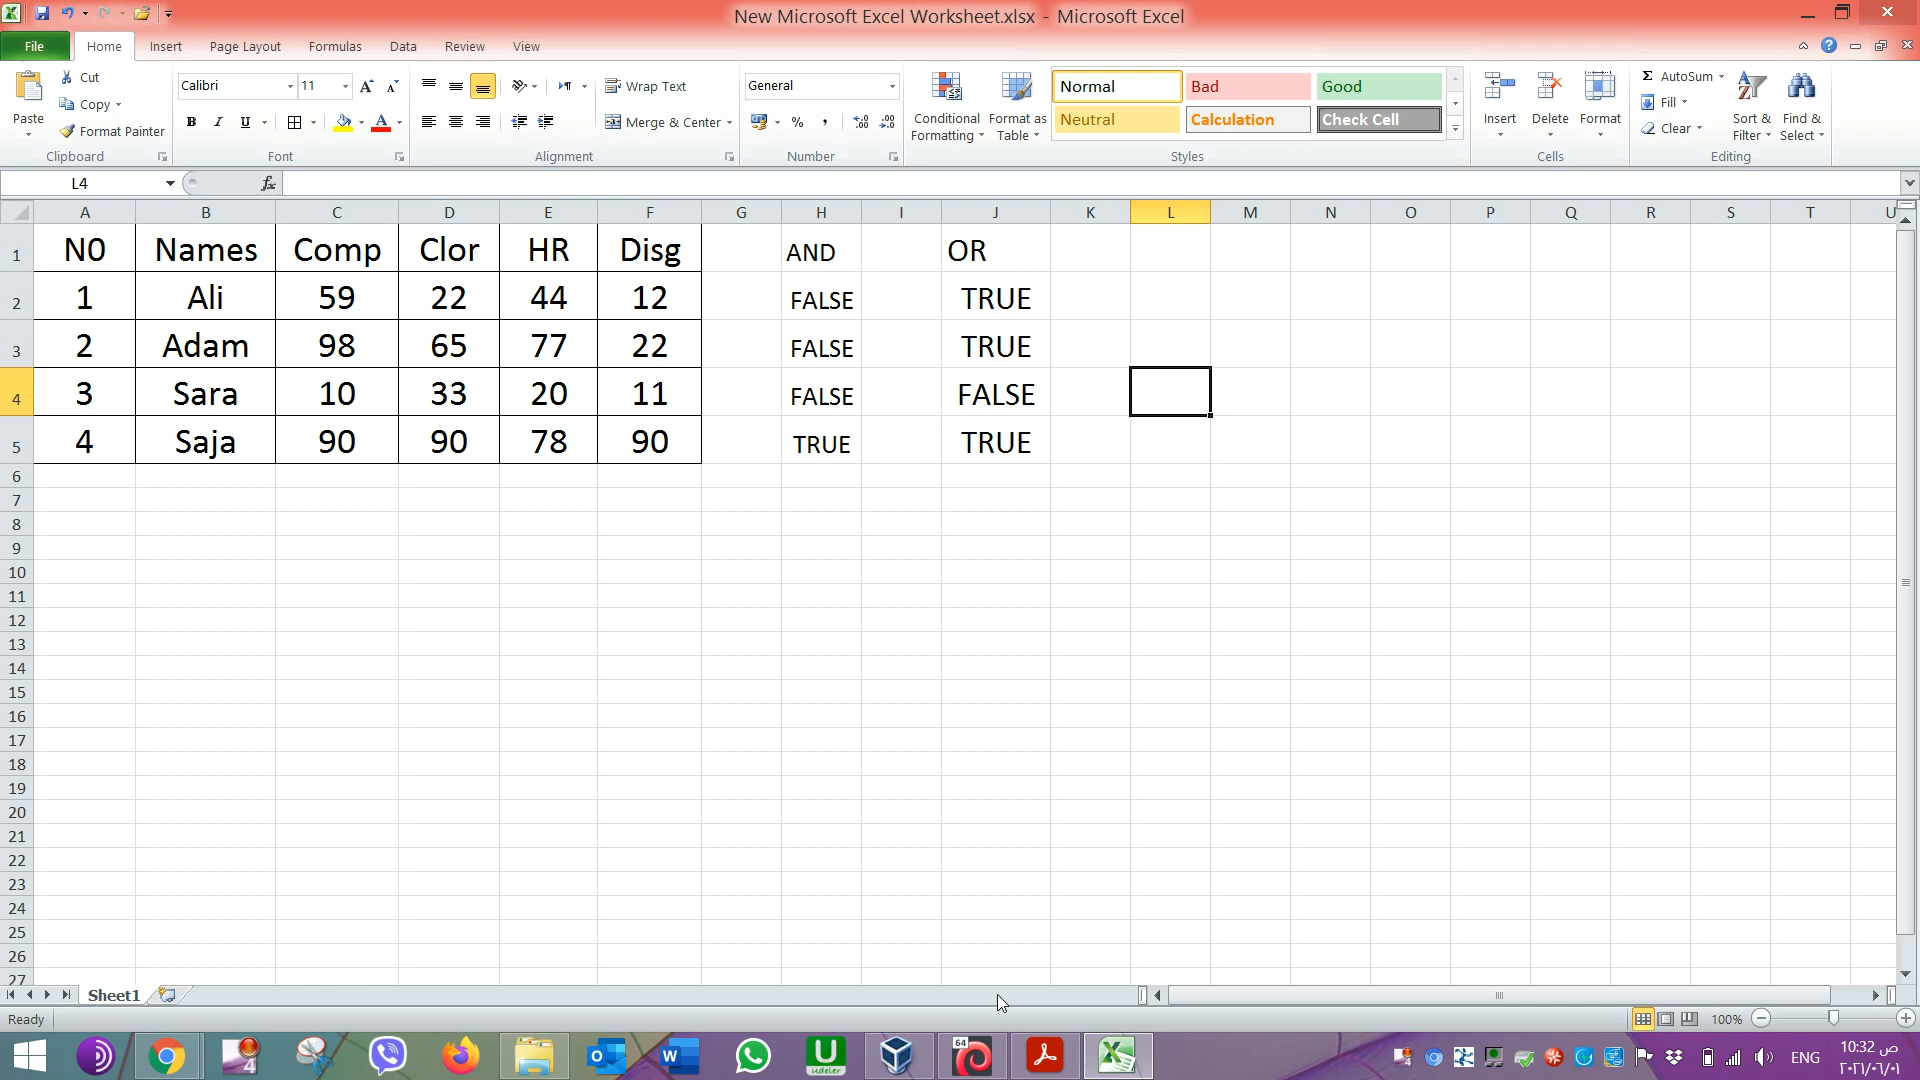 New Microsoft Excel Worksheet.xlsx - Microsoft Excel
File Home Insert Page Layout Formulas Data Review View
Paste
Cut
Copy
Format Painter
Clipboard
Calibri 11
B I U
Font
Wrap Text
Merge & Center
Alignment
General
Number
Conditional Formatting
Format as Table
Normal Bad Good
Neutral Calculation Check Cell
Styles
Insert Delete Format
Cells
AutoSum
Fill
Clear
Sort & Filter
Find & Select
Editing
L4 fx
A B C D E F G H I J K L M N O P Q R S T U
1 N0 Names Comp Clor HR Disg AND OR
2 1 Ali 59 22 44 12 FALSE TRUE
3 2 Adam 98 65 77 22 FALSE TRUE
4 3 Sara 10 33 20 11 FALSE FALSE
5 4 Saja 90 90 78 90 TRUE TRUE
6
7
8
9
10
11
12
13
14
15
16
17
18
19
20
21
22
23
24
25
26
27
Sheet1
Ready 100%
4 W U udeler 64 ENG
10:32 ص
٢٠٢١/٠٦/٠١